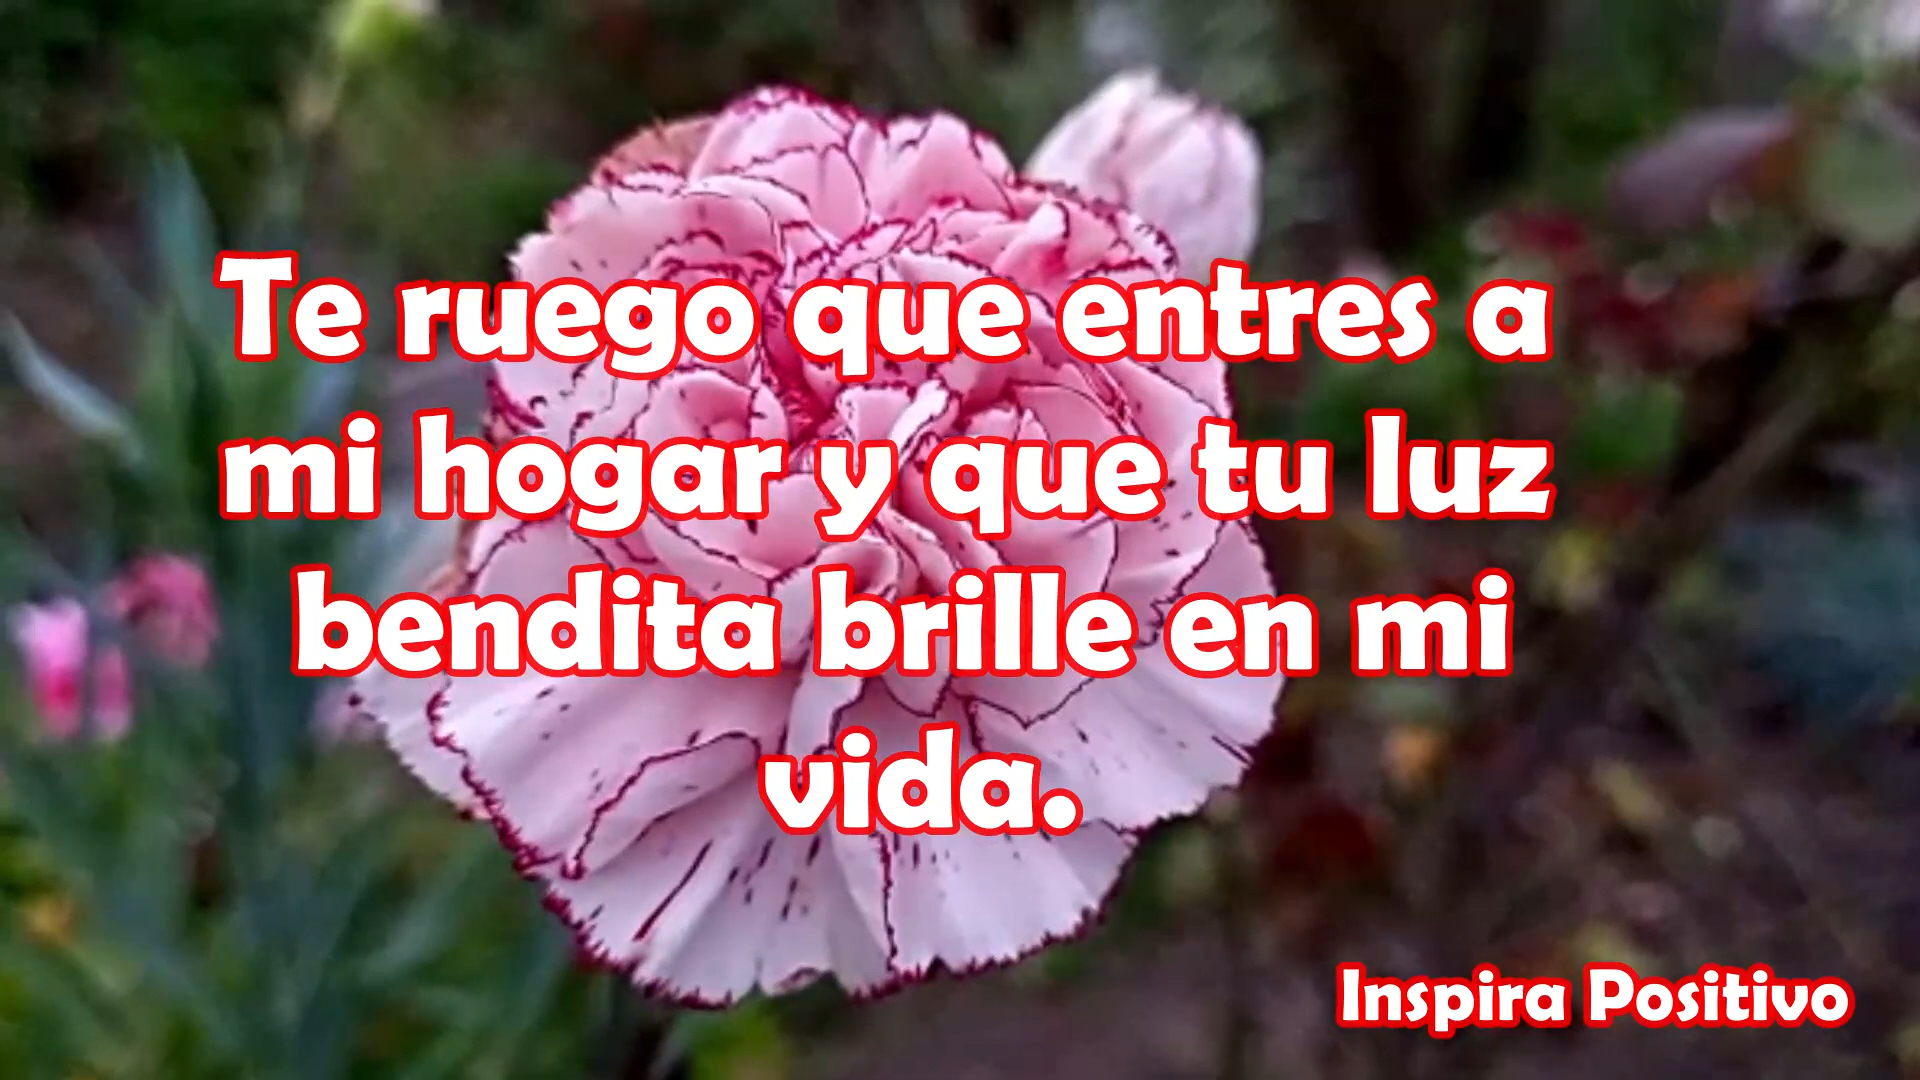 Te ruego que entres a
mi hogar y que tu luz
bendita brille en mi
vida.
Inspira Positivo